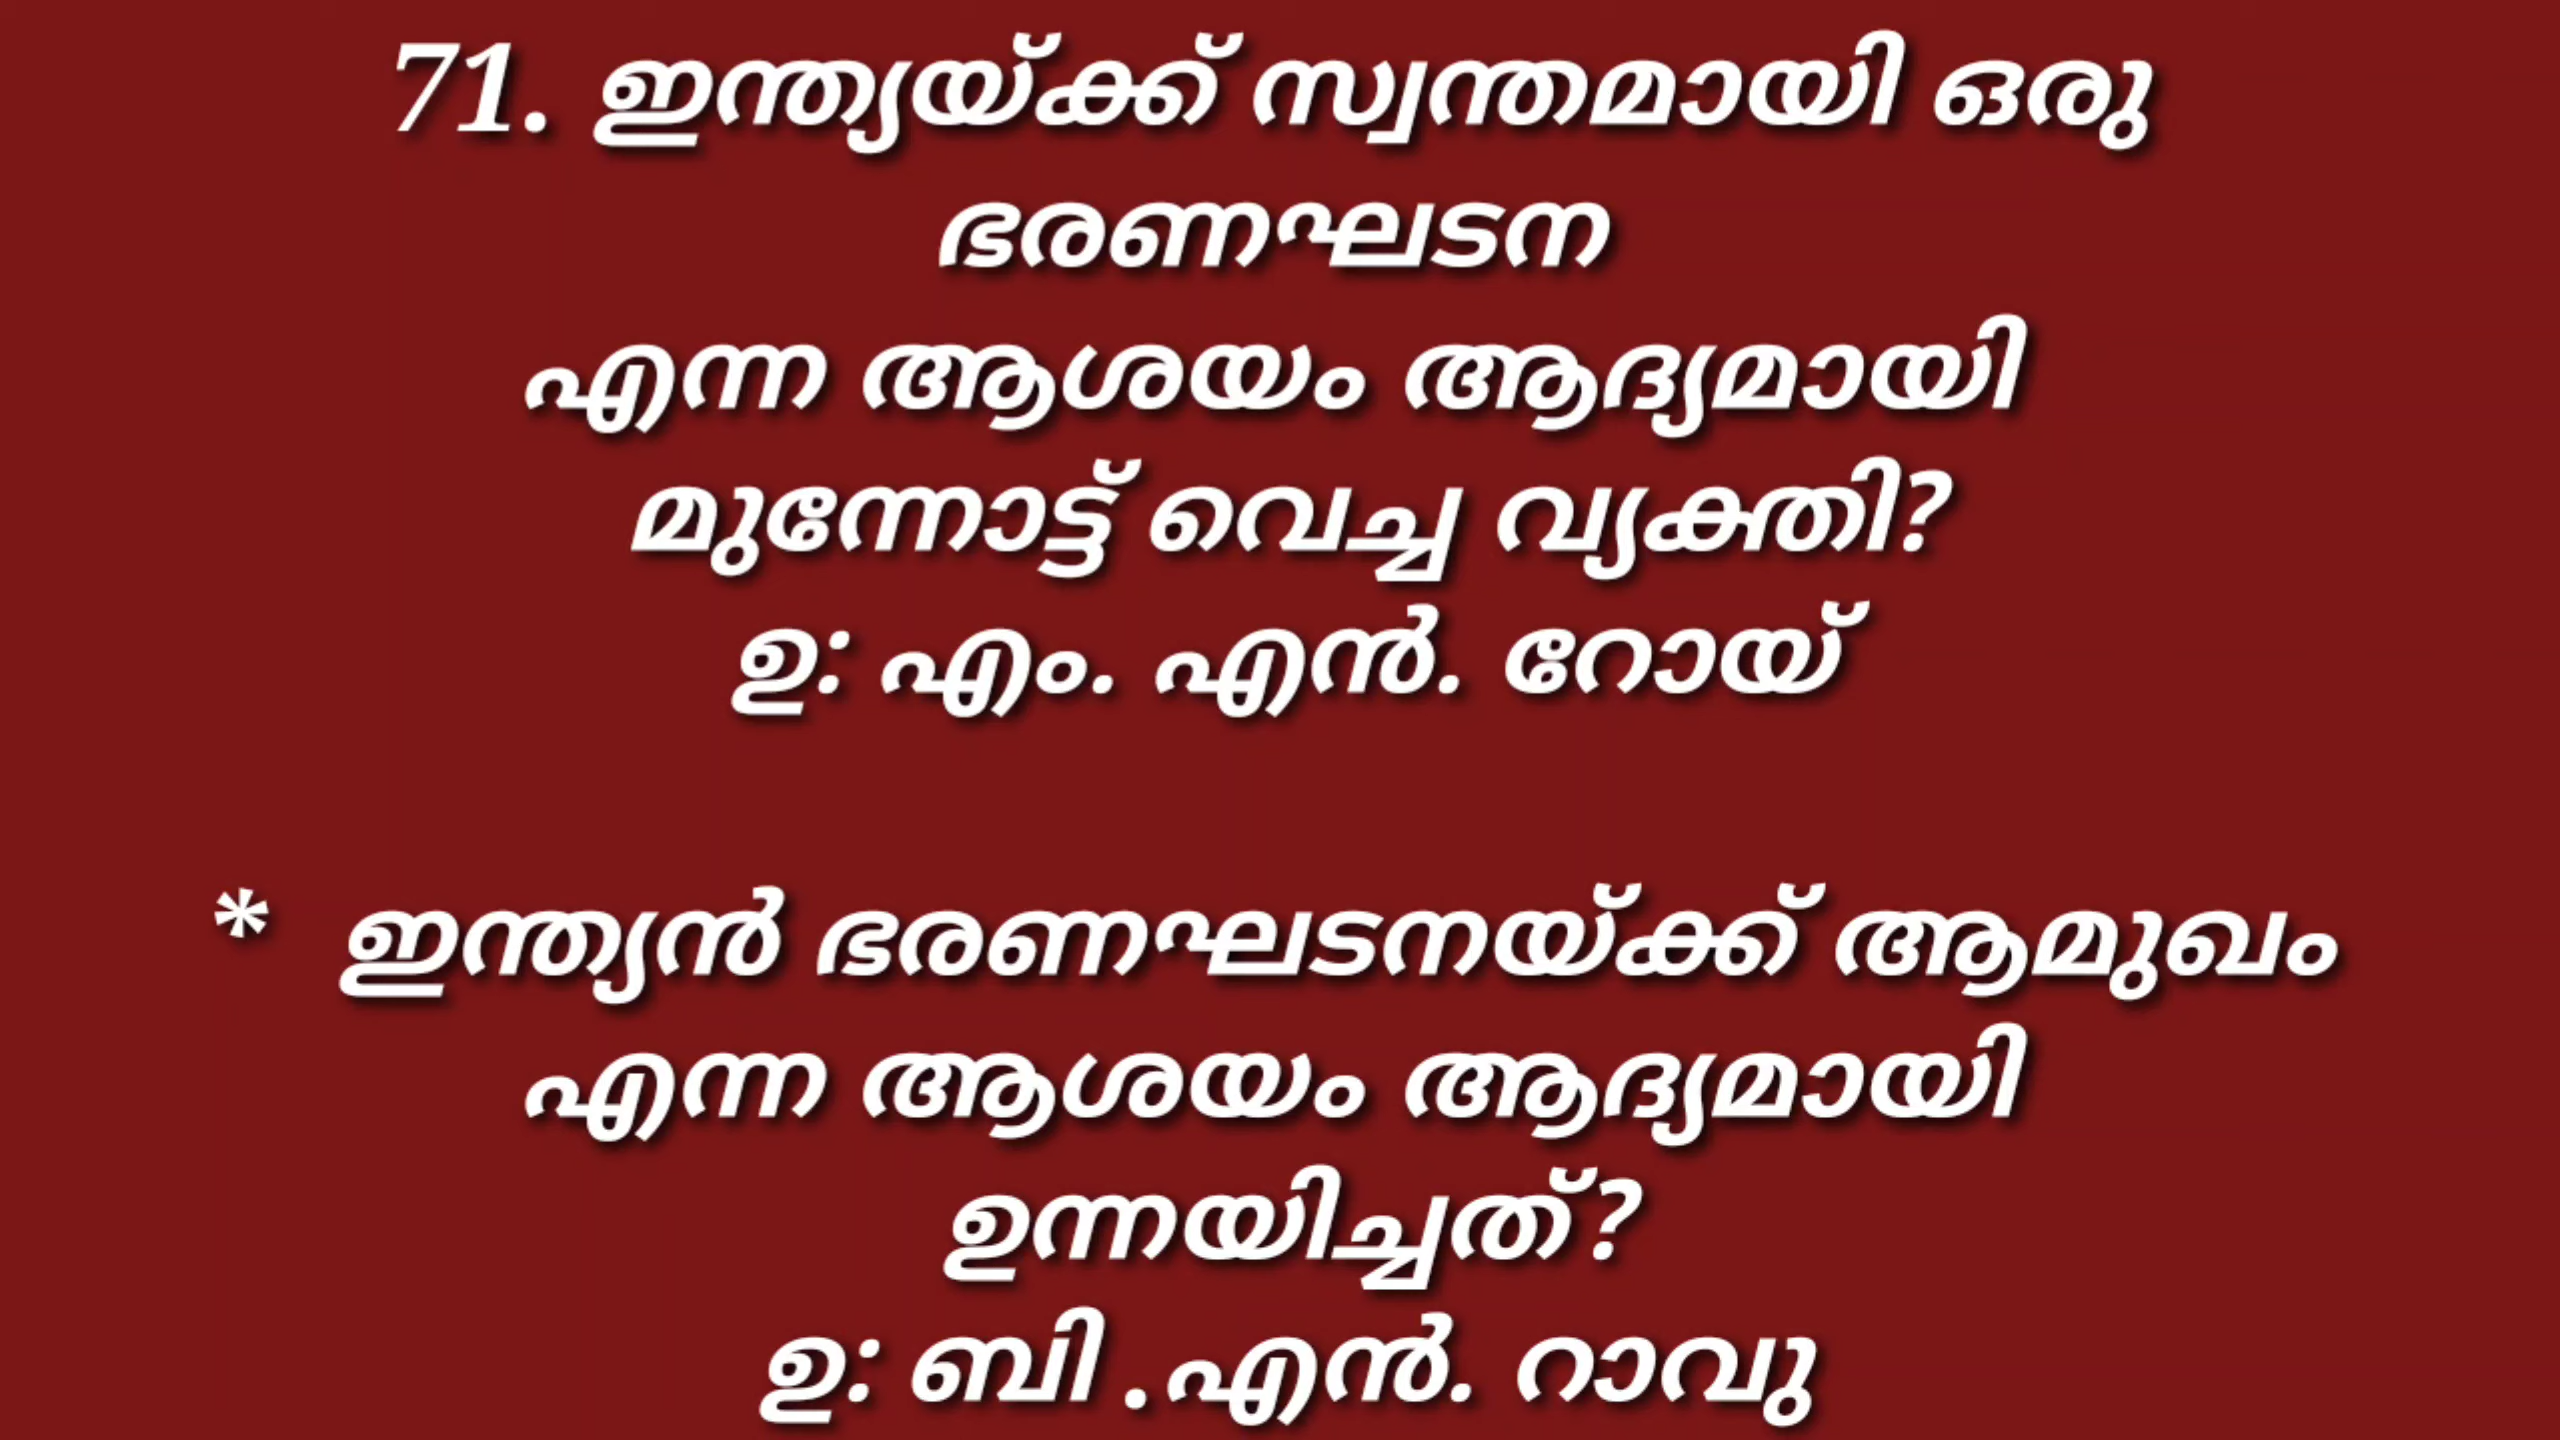 71. ഇന്ത്യയ്ക്ക് സ്വന്തമായി ഒരു
ഭരണഘടന
എന്ന ആശയം ആദ്യമായി
മുന്നോട്ട് വെച്ച വ്യക്തി?
ഉ: എം. എൻ. റോയ്
* ഇന്ത്യൻ ഭരണഘടനയ്ക്ക് ആമുഖം
എന്ന ആശയം ആദ്യമായി
ഉന്നയിച്ചത്?
ഉ: ബി .എൻ. റാവു